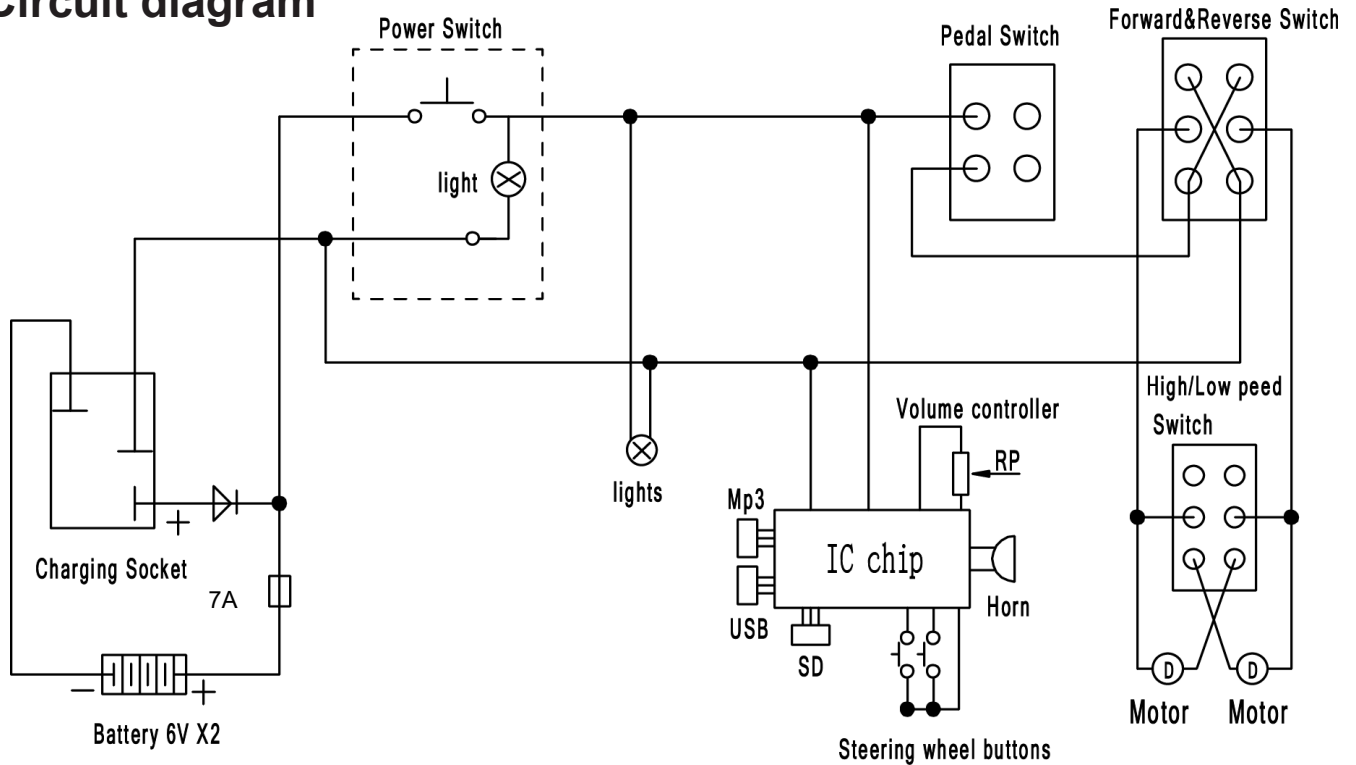 Circuit diagram
Power Switch
Pedal Switch
Forward&Reverse Switch
light
High/Low peed
Switch
Volume controller
RP
lights
Mp3
IC chip
Charging Socket
+
7A
Horn
USB
SD
− +
D D
Motor Motor
Battery 6V X2
Steering wheel buttons